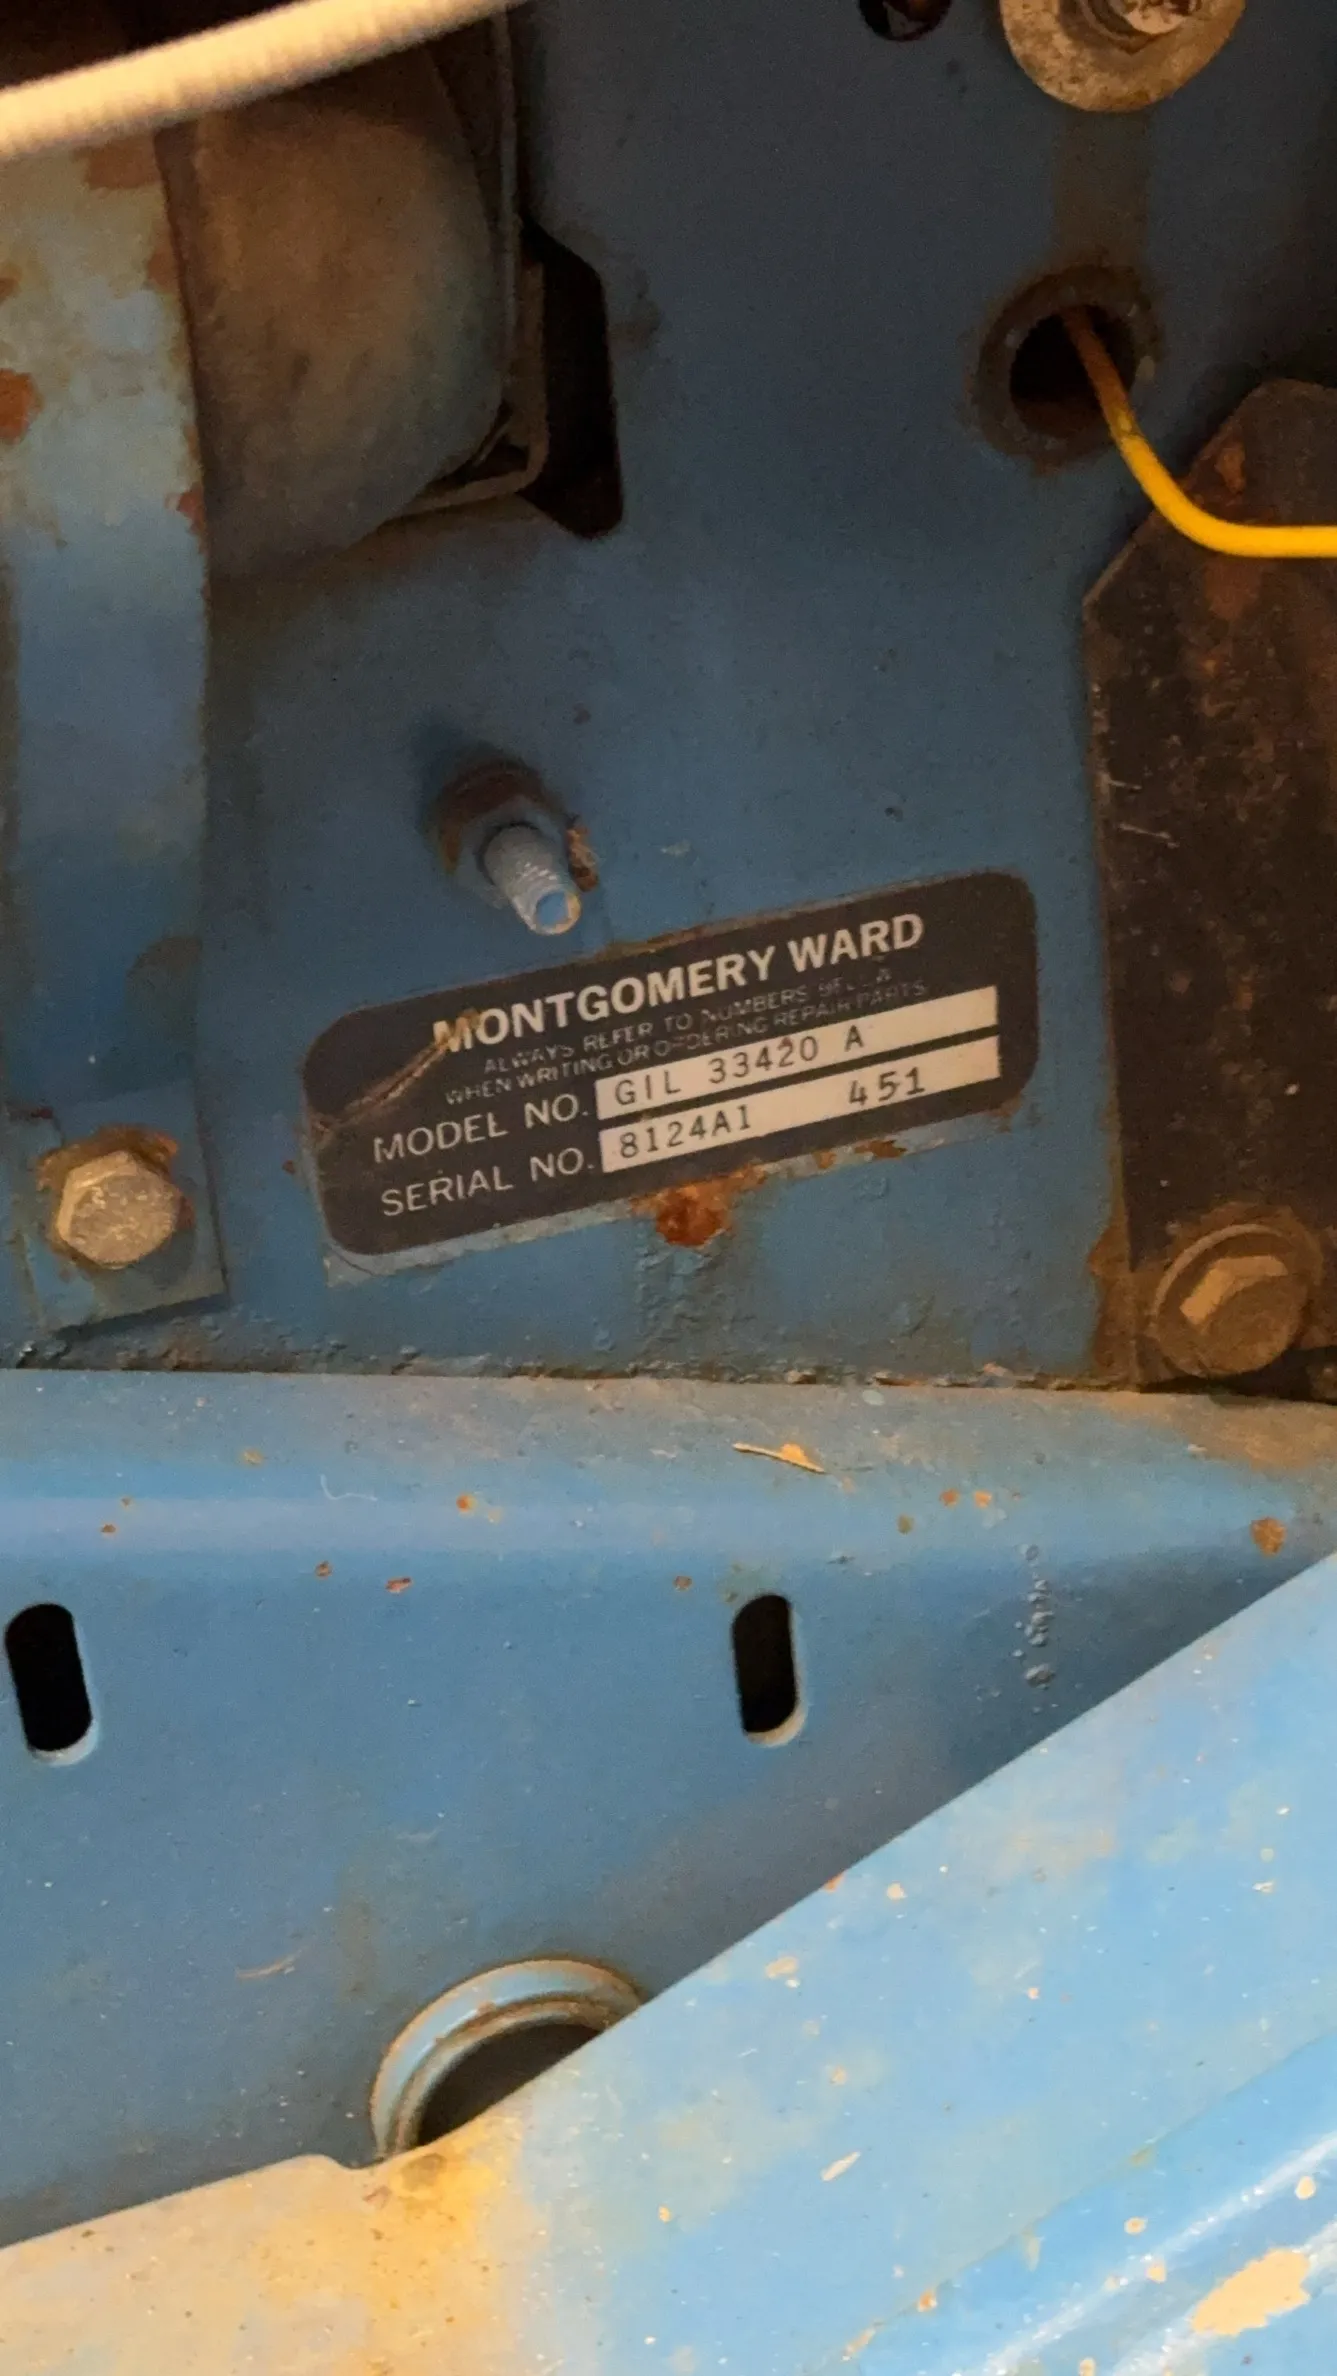 MONTGOMERY WARD
ALWAYS REFER TO NUMBERS BELOW
WHEN WRITING OR ORDERING REPAIR PARTS
MODEL NO. GIL 33420 A
SERIAL NO. 8124A1 451